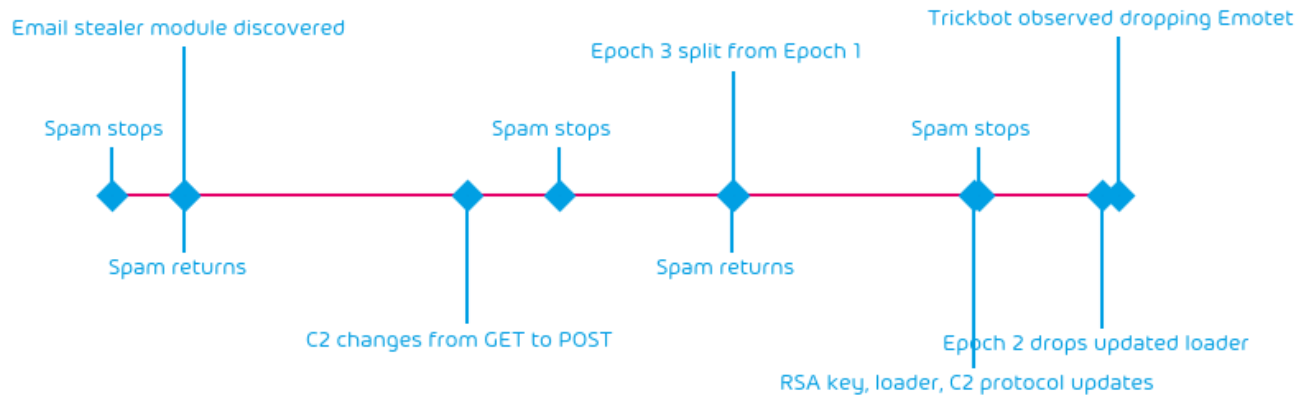 Trickbot observed dropping Emotet
Email stealer module discovered
Epoch 3 split from Epoch 1
Spam stops
Spam stops
Spam stops
Spam returns
Spam returns
C2 changes from GET to POST
Epoch 2 drops updated loader
RSA key, loader, C2 protocol updates